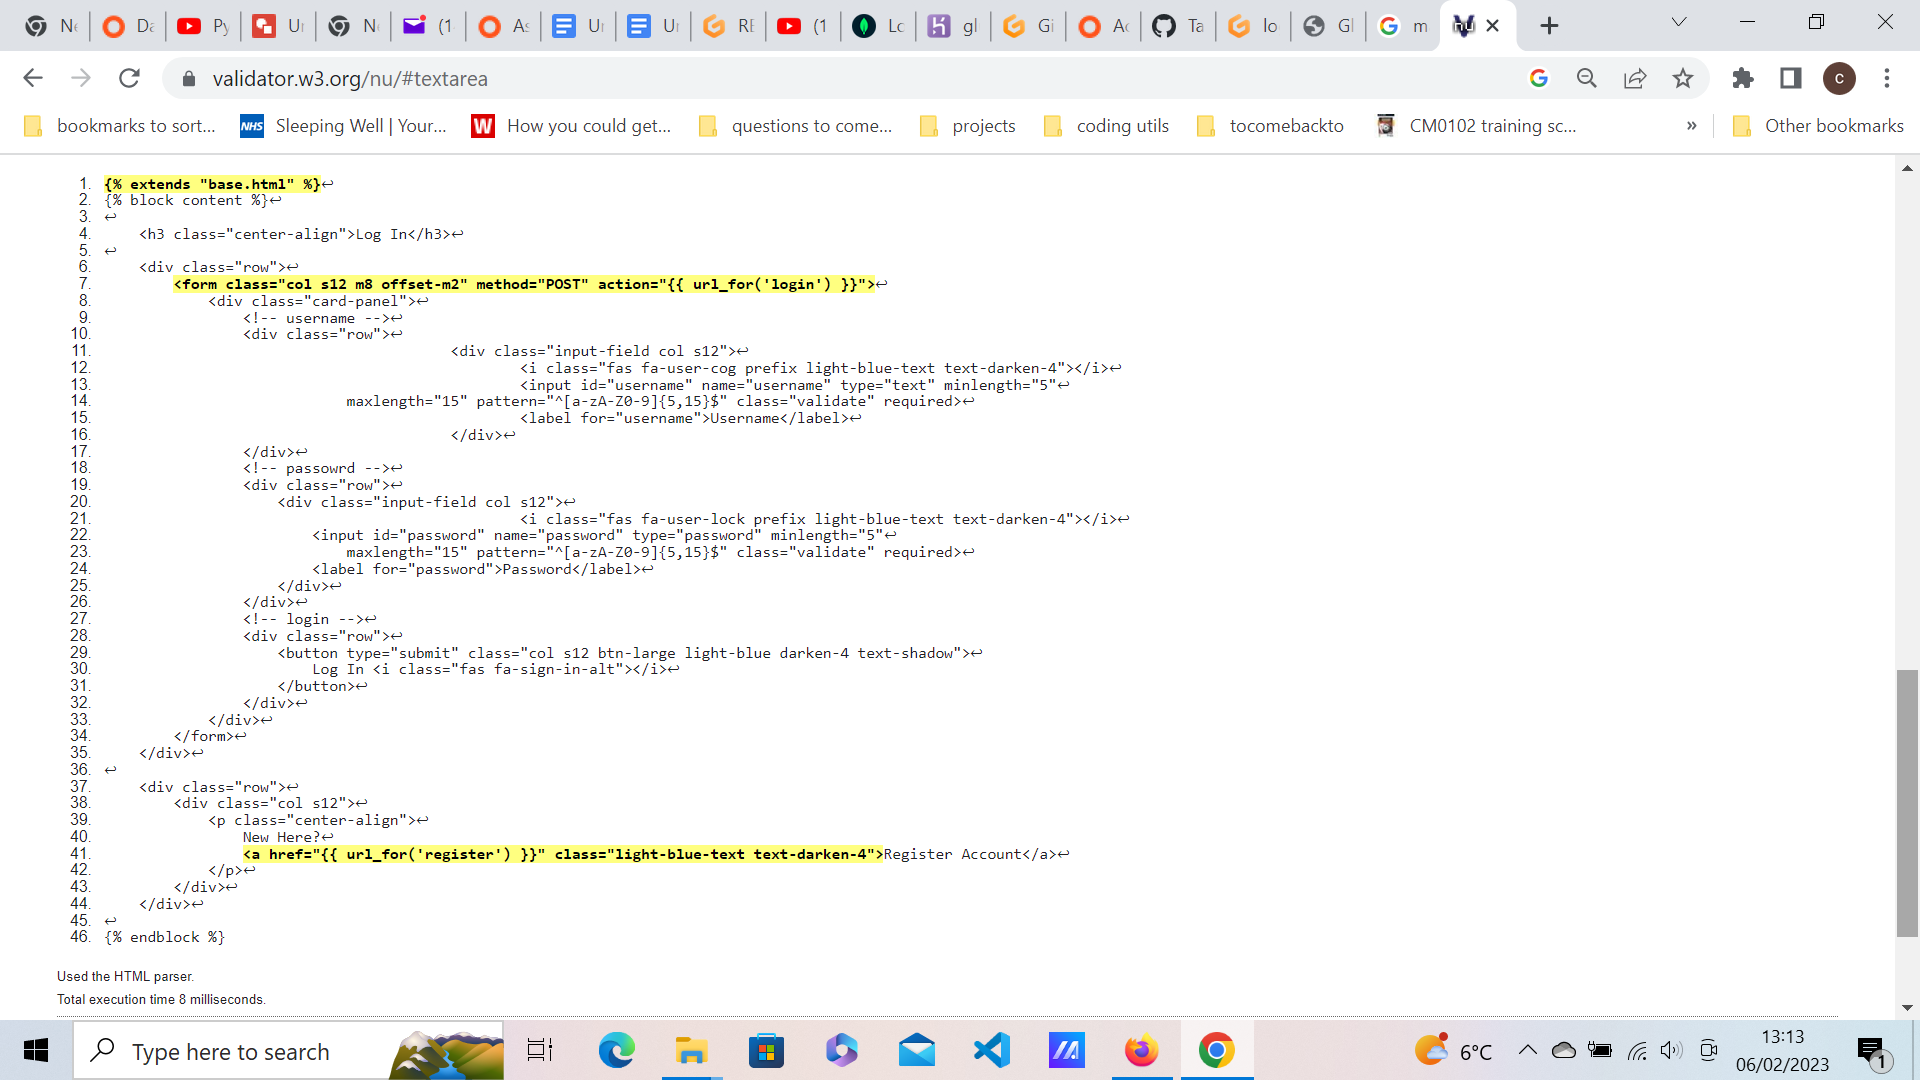 Ne
Da
Py
Ur
Ne
(1
As
Ur
Ur
RE
(1
Lo
gl
Gi
Ac
Ta
lo
Gl
m
validator.w3.org/nu/#textarea
c
bookmarks to sort...
NHS
Sleeping Well | Your...
W
How you could get...
questions to come...
projects
coding utils
tocomebackto
CM0102 training sc...
»
Other bookmarks
1. {% extends "base.html" %}↩
2. {% block content %}↩
3. ↩
4.     <h3 class="center-align">Log In</h3>↩
5. ↩
6.     <div class="row">↩
7.         <form class="col s12 m8 offset-m2" method="POST" action="{{ url_for('login') }}">↩
8.             <div class="card-panel">↩
9.                 <!-- username -->↩
10.                 <div class="row">↩
11.                                         <div class="input-field col s12">↩
12.                                                 <i class="fas fa-user-cog prefix light-blue-text text-darken-4"></i>↩
13.                                                 <input id="username" name="username" type="text" minlength="5"↩
14.                             maxlength="15" pattern="^[a-zA-Z0-9]{5,15}$" class="validate" required>↩
15.                                                 <label for="username">Username</label>↩
16.                                         </div>↩
17.                 </div>↩
18.                 <!-- passowrd -->↩
19.                 <div class="row">↩
20.                     <div class="input-field col s12">↩
21.                                                 <i class="fas fa-user-lock prefix light-blue-text text-darken-4"></i>↩
22.                         <input id="password" name="password" type="password" minlength="5"↩
23.                             maxlength="15" pattern="^[a-zA-Z0-9]{5,15}$" class="validate" required>↩
24.                         <label for="password">Password</label>↩
25.                     </div>↩
26.                 </div>↩
27.                 <!-- login -->↩
28.                 <div class="row">↩
29.                     <button type="submit" class="col s12 btn-large light-blue darken-4 text-shadow">↩
30.                         Log In <i class="fas fa-sign-in-alt"></i>↩
31.                     </button>↩
32.                 </div>↩
33.             </div>↩
34.         </form>↩
35.     </div>↩
36. ↩
37.     <div class="row">↩
38.         <div class="col s12">↩
39.             <p class="center-align">↩
40.                 New Here?↩
41.                 <a href="{{ url_for('register') }}" class="light-blue-text text-darken-4">Register Account</a>↩
42.             </p>↩
43.         </div>↩
44.     </div>↩
45. ↩
46. {% endblock %}
Used the HTML parser.
Total execution time 8 milliseconds.
Type here to search
6°C
13:13
06/02/2023
1